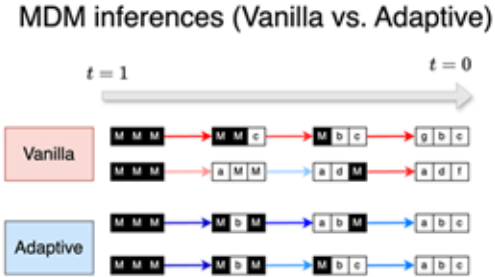 MDM inferences (Vanilla vs. Adaptive)
t = 1
t = 0
Vanilla
M M M M M c M b c g b c
M M M a M M a d M a d f
Adaptive
M M M M b M a b M a b c
M M M M b M M b c a b c